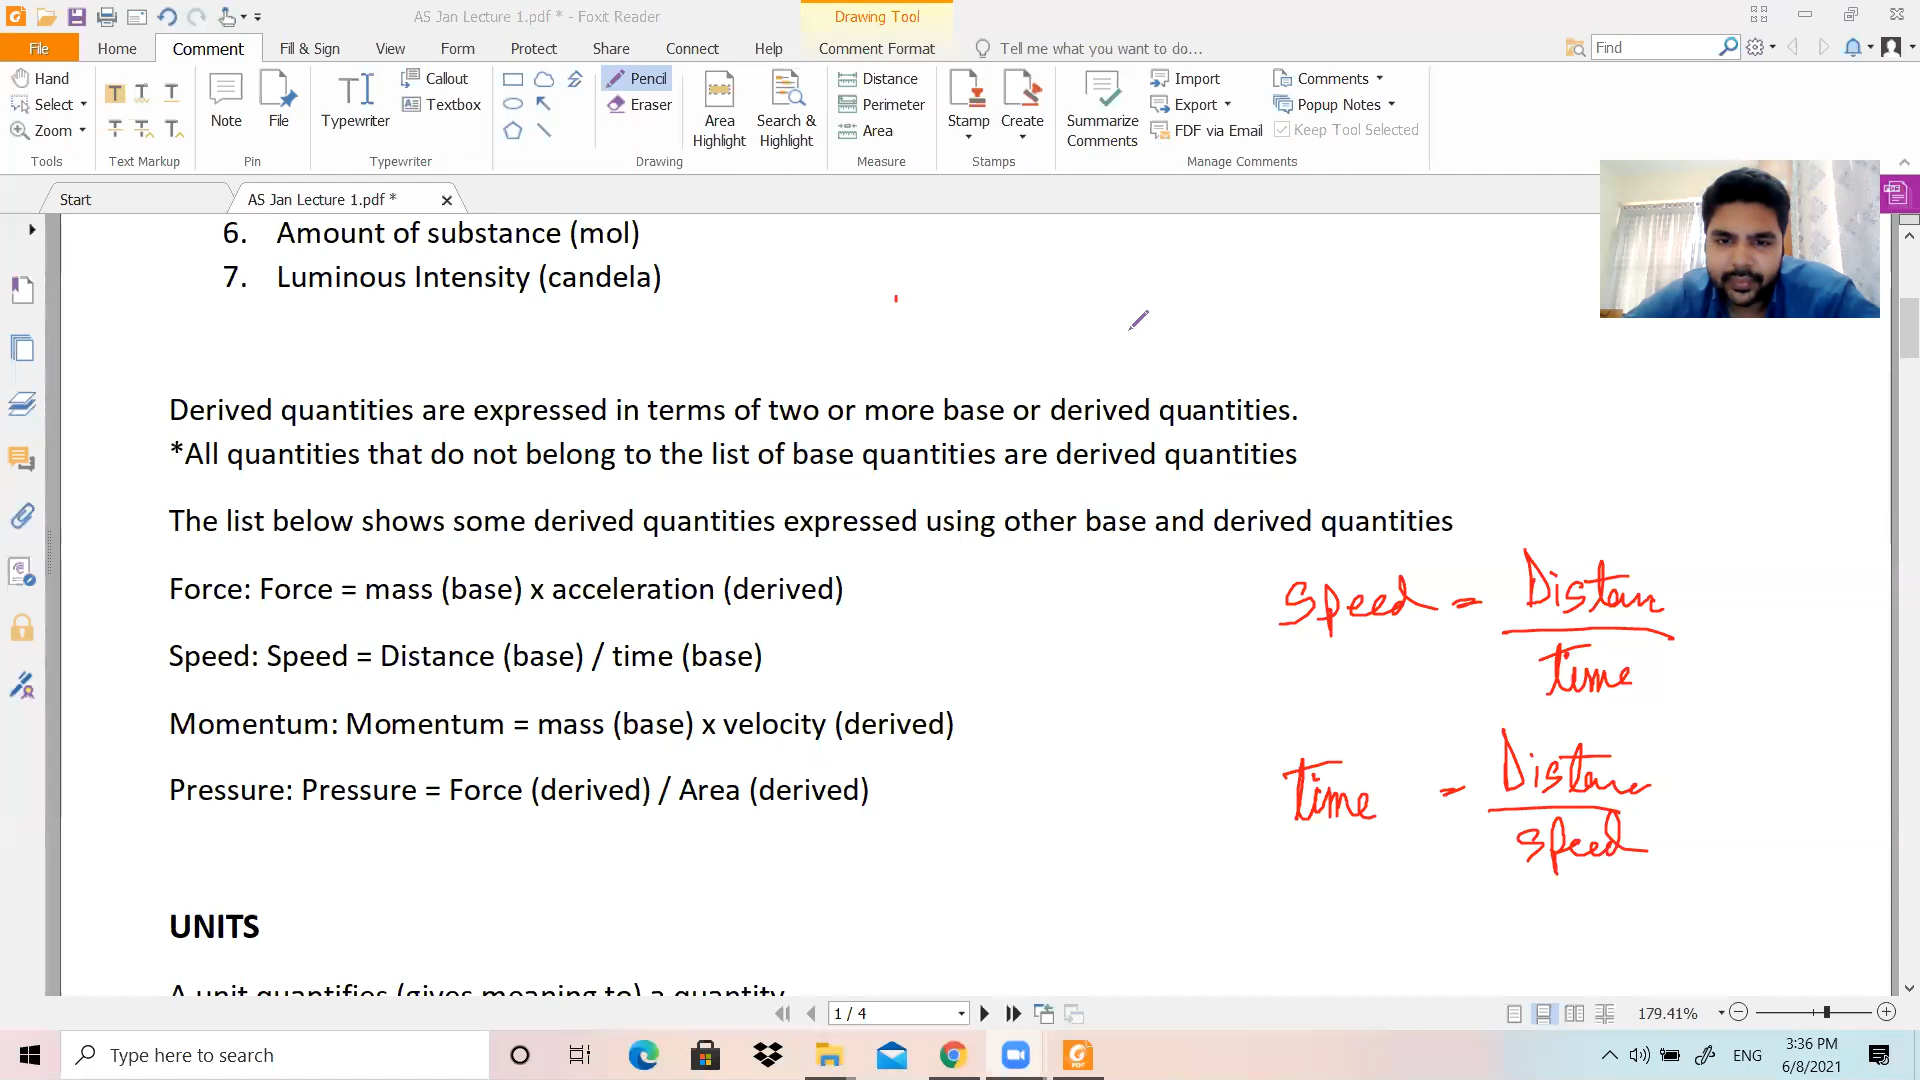 AS Jan Lecture 1.pdf * - Foxit Reader
Drawing Tool
File Home Comment Fill & Sign View Form Protect Share Connect Help Comment Format Tell me what you want to do... Find
Hand
Select
Zoom
Tools
Text Markup
Note
File
Pin
Typewriter
Callout
Textbox
Typewriter
Pencil
Eraser
Area Highlight
Search & Highlight
Drawing
Distance
Perimeter
Area
Measure
Stamp
Create
Stamps
Summarize Comments
Import
Export
FDF via Email
Comments
Popup Notes
Keep Tool Selected
Manage Comments
Start
AS Jan Lecture 1.pdf *
6. Amount of substance (mol)
7. Luminous Intensity (candela)
Derived quantities are expressed in terms of two or more base or derived quantities.
*All quantities that do not belong to the list of base quantities are derived quantities
The list below shows some derived quantities expressed using other base and derived quantities
Force: Force = mass (base) x acceleration (derived)
Speed: Speed = Distance (base) / time (base)
Momentum: Momentum = mass (base) x velocity (derived)
Pressure: Pressure = Force (derived) / Area (derived)
speed = Distan
time
time = Distanc
speed
UNITS
A unit quantifies (gives meaning to) a quantity
1 / 4
179.41%
Type here to search
ENG
3:36 PM
6/8/2021